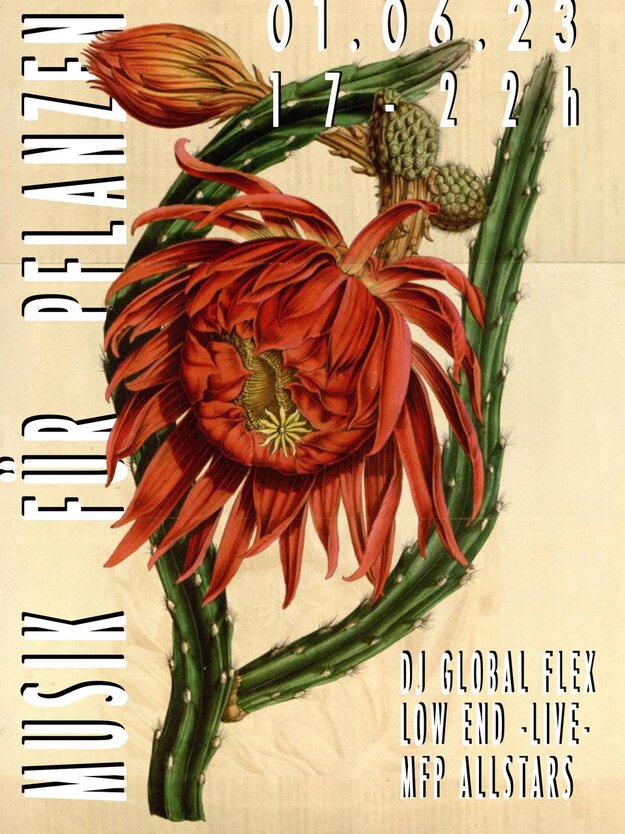 MUSIK FÜR PFLANZEN
01.06.23
17-22h
DJ GLOBAL FLEX
LOW END -LIVE-
MFP ALLSTARS